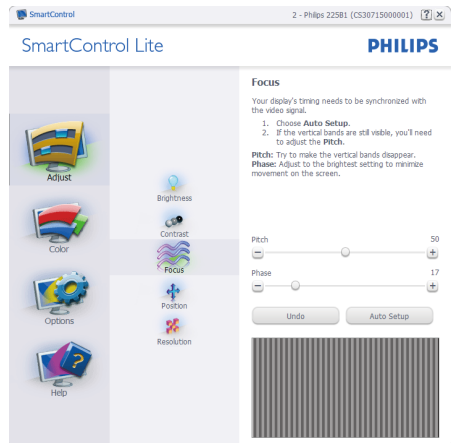 SmartControl
2 - Philips 225B1 (CS30715000001)
?
SmartControl Lite
PHILIPS
Adjust
Color
Options
Help
Brightness
Contrast
Focus
Position
Resolution
Focus
Your display's timing needs to be synchronized with
the video signal.
1. Choose Auto Setup.
2. If the vertical bands are still visible, you'll need
to adjust the Pitch.
Pitch: Try to make the vertical bands disappear.
Phase: Adjust to the brightest setting to minimize
movement on the screen.
Pitch 50
Phase 17
Undo
Auto Setup